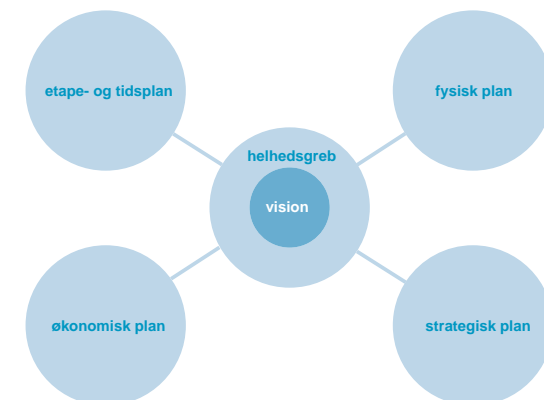 etape- og tidsplan
fysisk plan
helhedsgreb
vision
økonomisk plan
strategisk plan